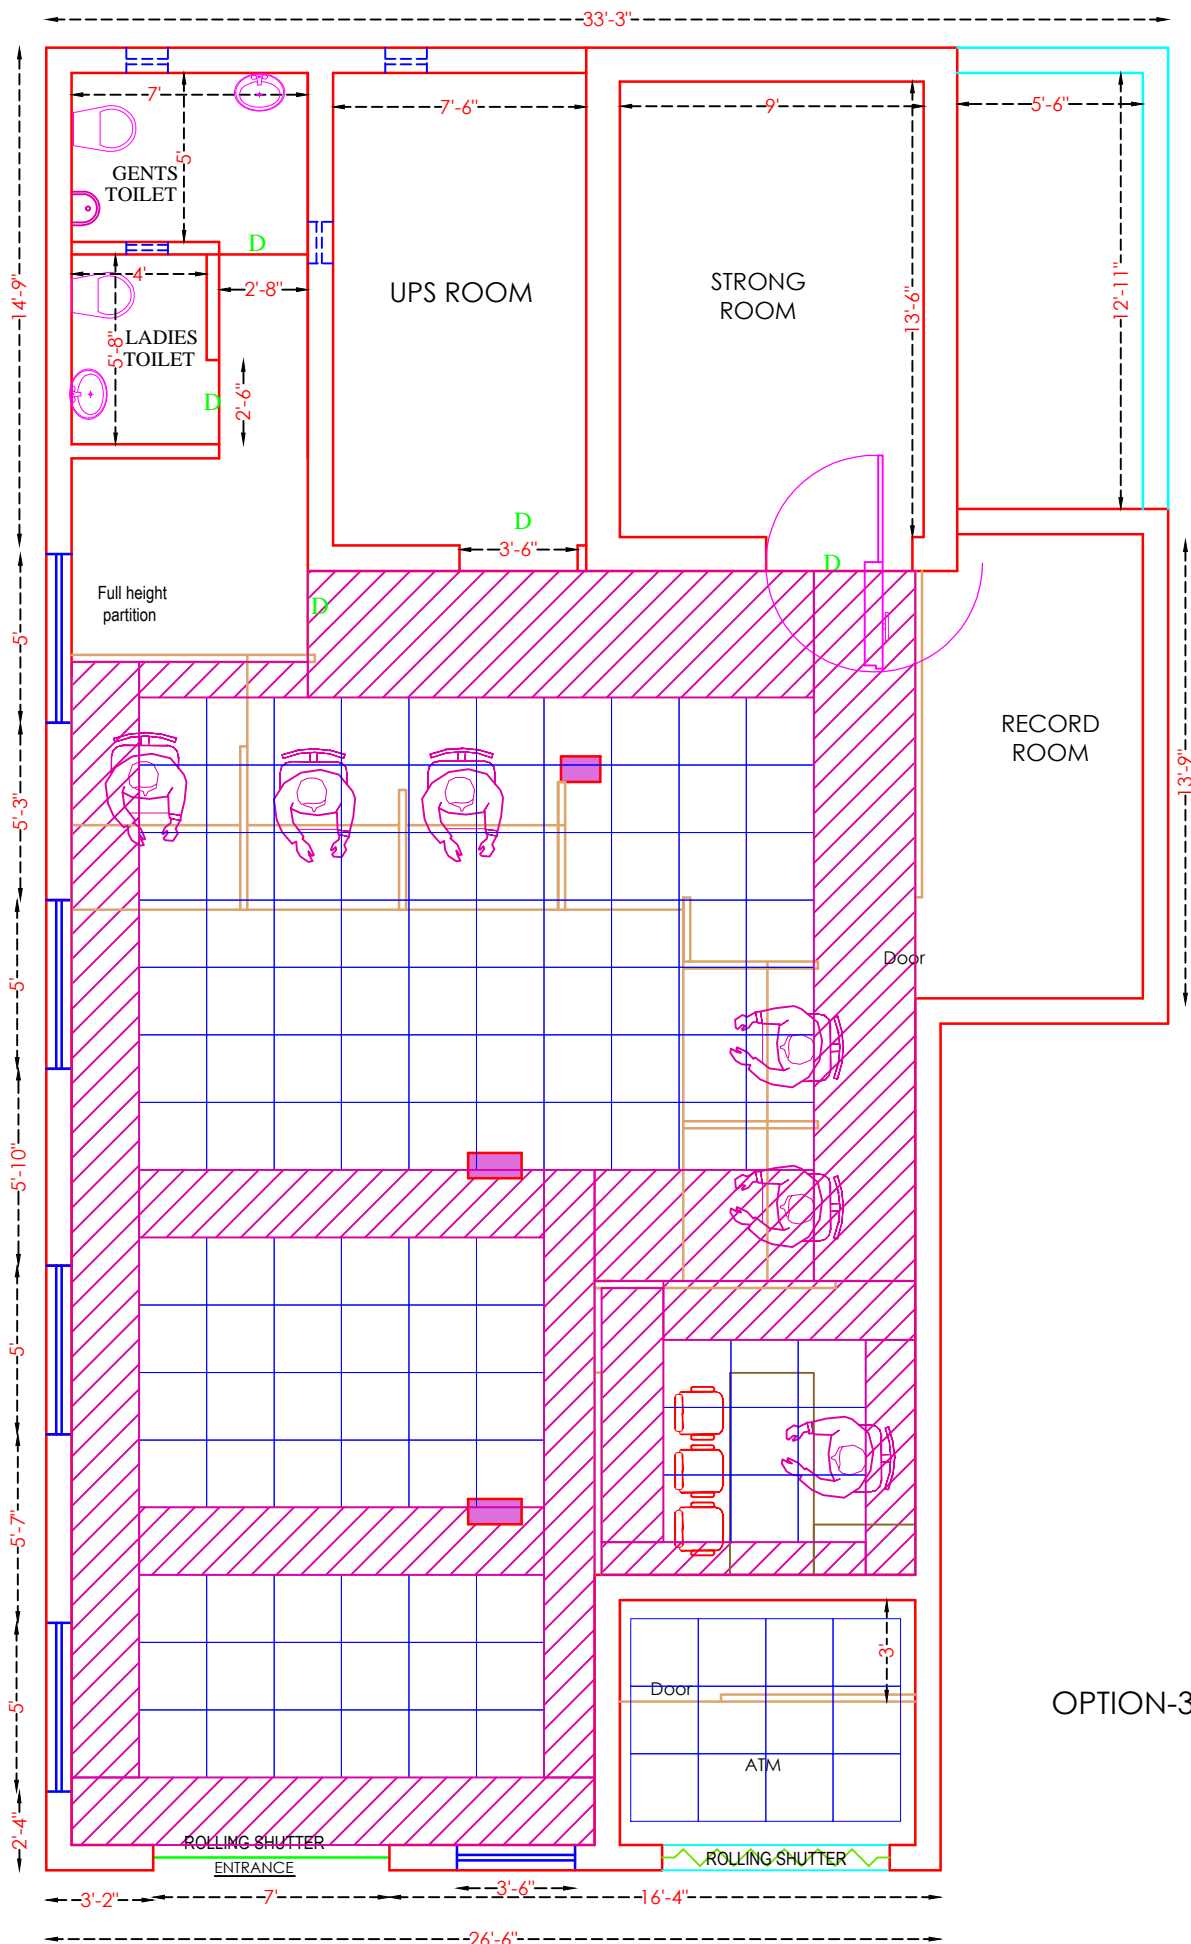 33'-3"
7'
7'-6"
9'
5'-6"
5'
GENTS
TOILET
D
14'-9"
4'
2'-8"
UPS ROOM
STRONG
ROOM
13'-6"
12'-11"
LADIES
TOILET
5'-8"
D
2'-6"
D
3'-6"
D
Full height
partition
D
5'
RECORD
ROOM
5'-3"
13'-9"
Door
5'
5'-10"
5'
5'-7"
3'
Door
OPTION-3
5'
ATM
2'-4"
ROLLING SHUTTER
ENTRANCE
ROLLING SHUTTER
3'-2"
7'
3'-6"
16'-4"
26'-6"